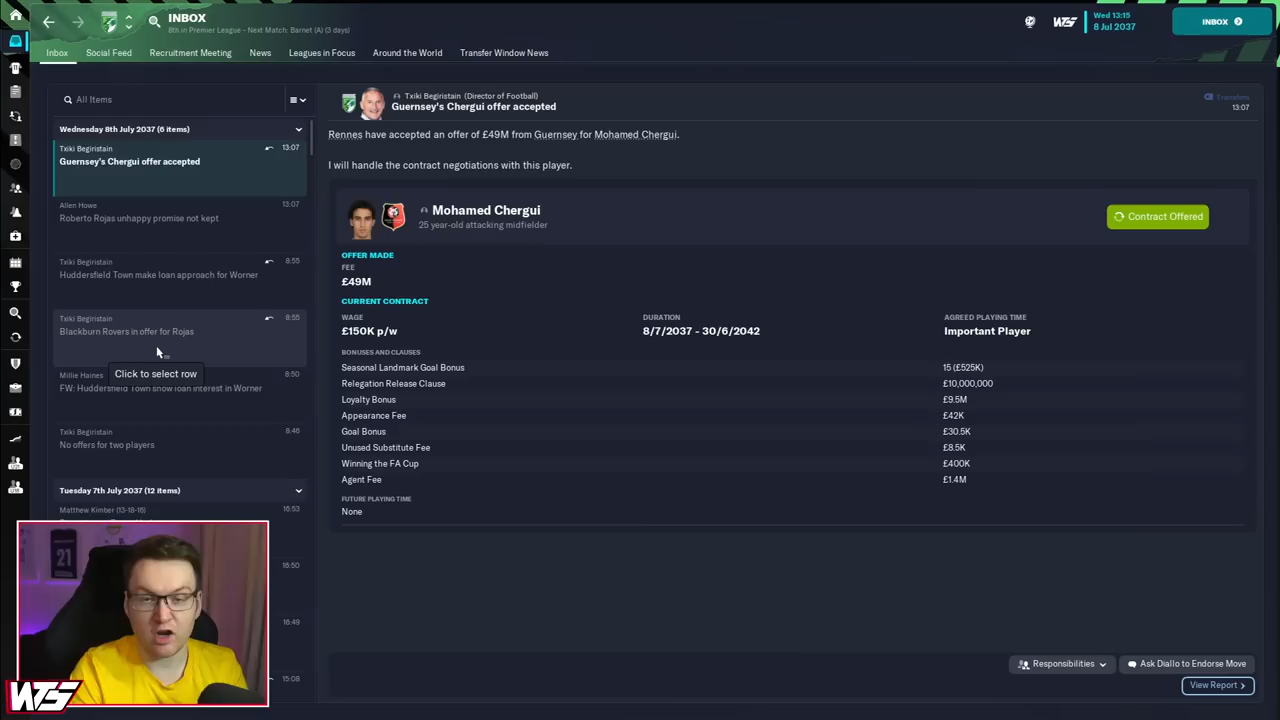 INBOX
8th in Premier League - Next Match: Barnet (A) (3 days)
Wed 13:15
8 Jul 2037
INBOX
Inbox
Social Feed
Recruitment Meeting
News
Leagues in Focus
Around the World
Transfer Window News
All Items
Wednesday 8th July 2037 (6 items)
Txiki Begiristain
13:07
Guernsey's Chergui offer accepted
Allen Howe
13:07
Roberto Rojas unhappy promise not kept
Txiki Begiristain
8:55
Huddersfield Town make loan approach for Worner
Txiki Begiristain
8:55
Blackburn Rovers in offer for Rojas
Click to select row
Millie Haines
8:50
FW: Huddersfield Town show loan interest in Worner
Txiki Begiristain
8:46
No offers for two players
Tuesday 7th July 2037 (12 items)
Matthew Kimber (13-18-16)
16:53
16:50
16:49
15:08
21
WTS
Txiki Begiristain (Director of Football)
Guernsey's Chergui offer accepted
Transfers
13:07
Rennes have accepted an offer of £49M from Guernsey for Mohamed Chergui.
I will handle the contract negotiations with this player.
Mohamed Chergui
25 year-old attacking midfielder
Contract Offered
OFFER MADE
FEE
£49M
CURRENT CONTRACT
WAGE
DURATION
AGREED PLAYING TIME
£150K p/w
8/7/2037 - 30/6/2042
Important Player
BONUSES AND CLAUSES
Seasonal Landmark Goal Bonus
15 (£525K)
Relegation Release Clause
£10,000,000
Loyalty Bonus
£9.5M
Appearance Fee
£42K
Goal Bonus
£30.5K
Unused Substitute Fee
£8.5K
Winning the FA Cup
£400K
Agent Fee
£1.4M
FUTURE PLAYING TIME
None
Responsibilities
Ask Diallo to Endorse Move
View Report